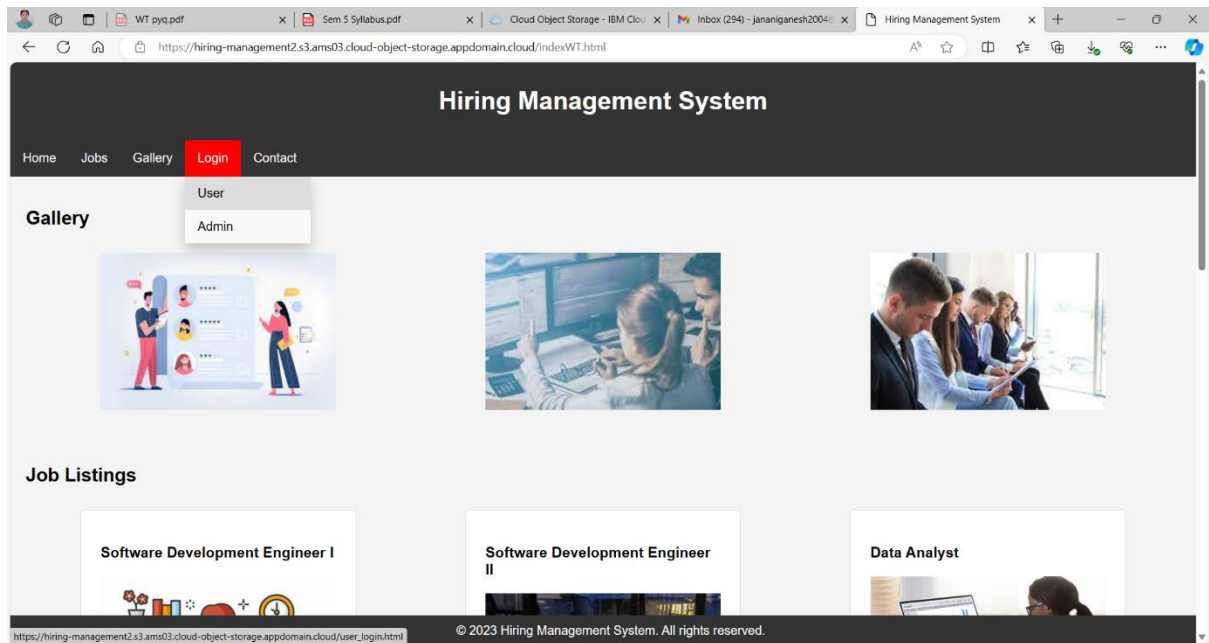 WT pyq.pdf
Sem 5 Syllabus.pdf
Cloud Object Storage - IBM Clou
Inbox (294) - jananiganesh2004
Hiring Management System
https://hiring-management2.s3.ams03.cloud-object-storage.appdomain.cloud/indexWT.html
Hiring Management System
Home Jobs Gallery Login Contact
User
Admin
Gallery
Job Listings
Software Development Engineer I
Software Development Engineer
II
Data Analyst
© 2023 Hiring Management System. All rights reserved.
https://hiring-management2.s3.ams03.cloud-object-storage.appdomain.cloud/user_login.html